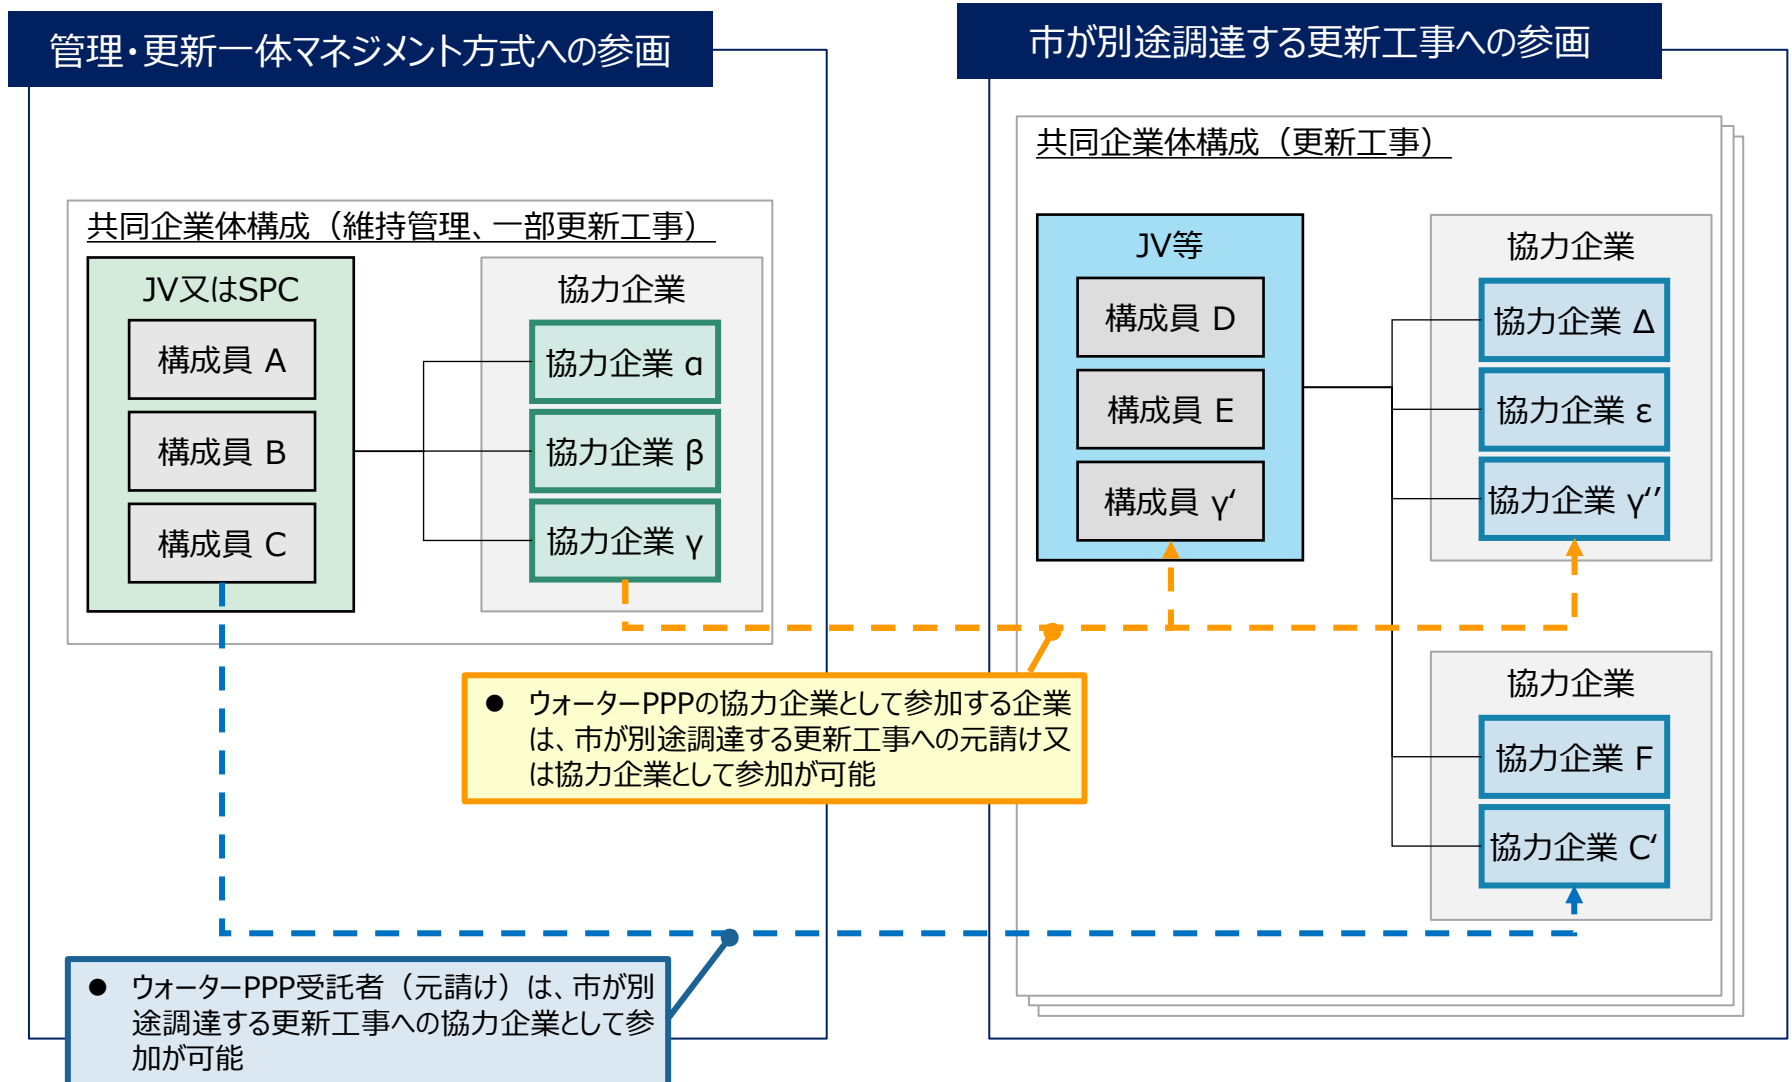 管理・更新一体マネジメント方式への参画
共同企業体構成（維持管理、一部更新工事）
JV又はSPC
構成員 A
構成員 B
構成員 C
協力企業
協力企業 α
協力企業 β
協力企業 γ
市が別途調達する更新工事への参画
共同企業体構成（更新工事）
JV等
構成員 D
構成員 E
構成員 γ‘
協力企業
協力企業 Δ
協力企業 ε
協力企業 γ‘’
協力企業
協力企業 F
協力企業 C‘
● ウォーターPPPの協力企業として参加する企業
は、市が別途調達する更新工事への元請け又
は協力企業として参加が可能
● ウォーターPPP受託者（元請け）は、市が別
途調達する更新工事への協力企業として参
加が可能